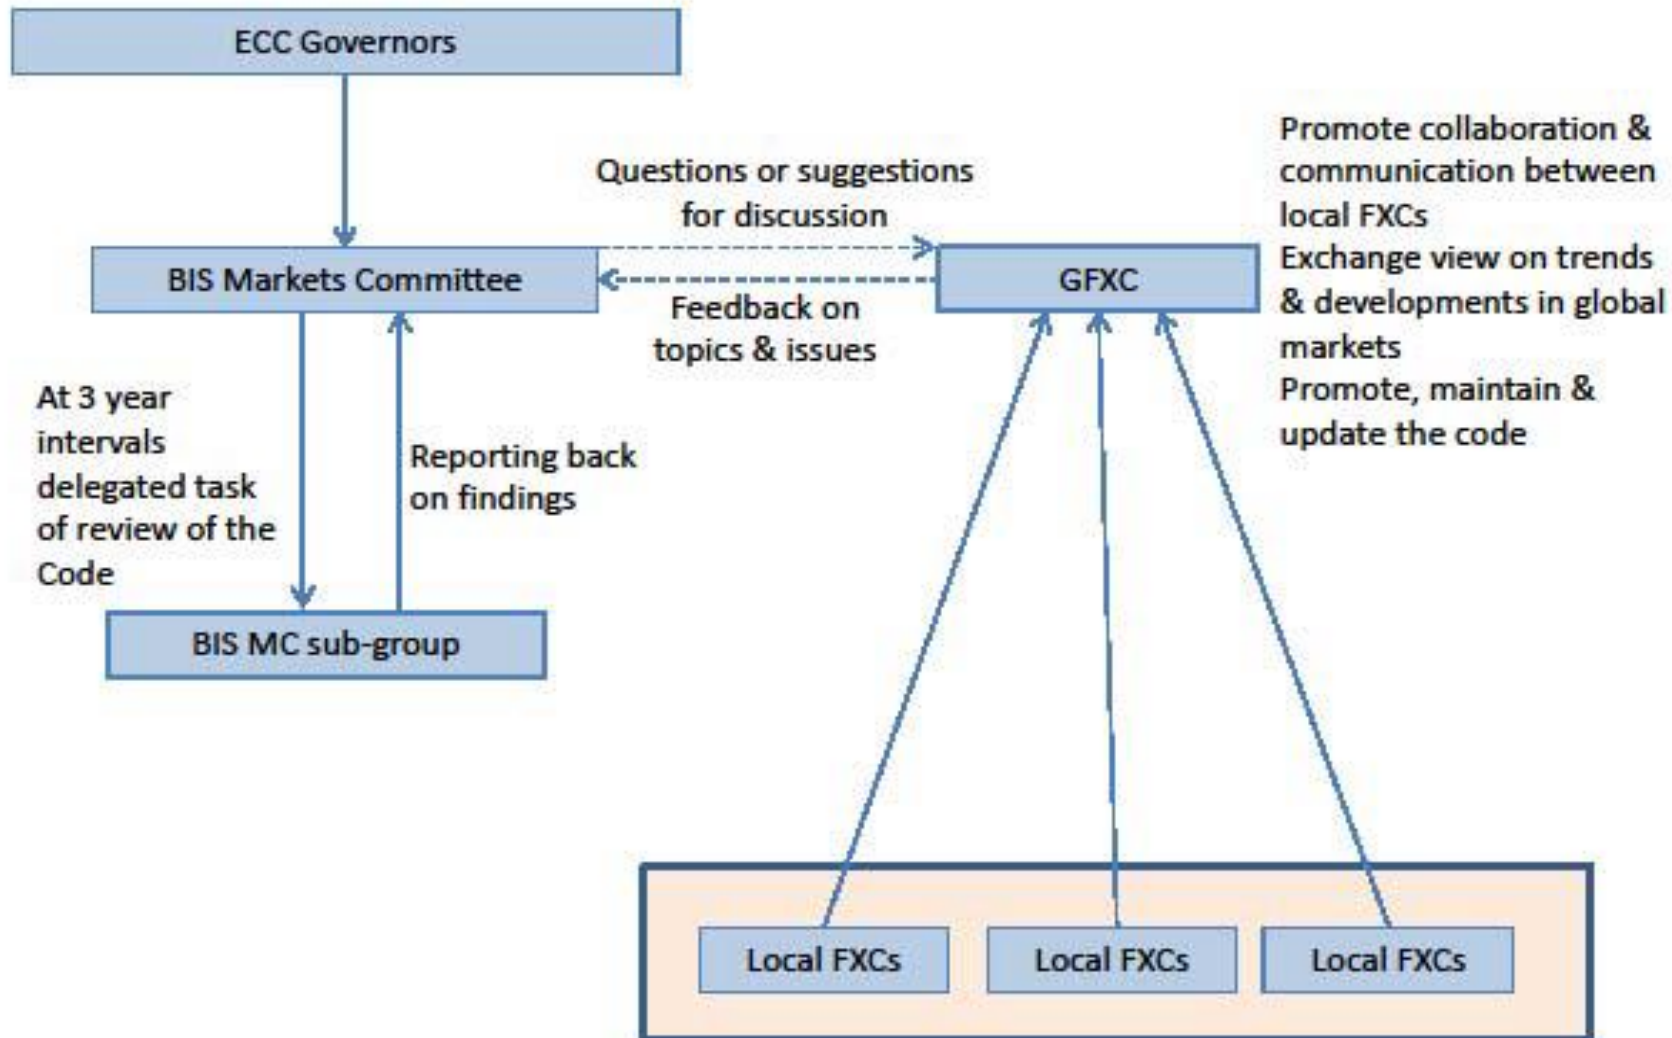 ECC Governors
Questions or suggestions
for discussion
BIS Markets Committee
GFXC
Feedback on
topics & issues
Promote collaboration &
communication between
local FXCs
Exchange view on trends
& developments in global
markets
Promote, maintain &
update the code
At 3 year
intervals
delegated task
of review of the
Code
Reporting back
on findings
BIS MC sub-group
Local FXCs
Local FXCs
Local FXCs